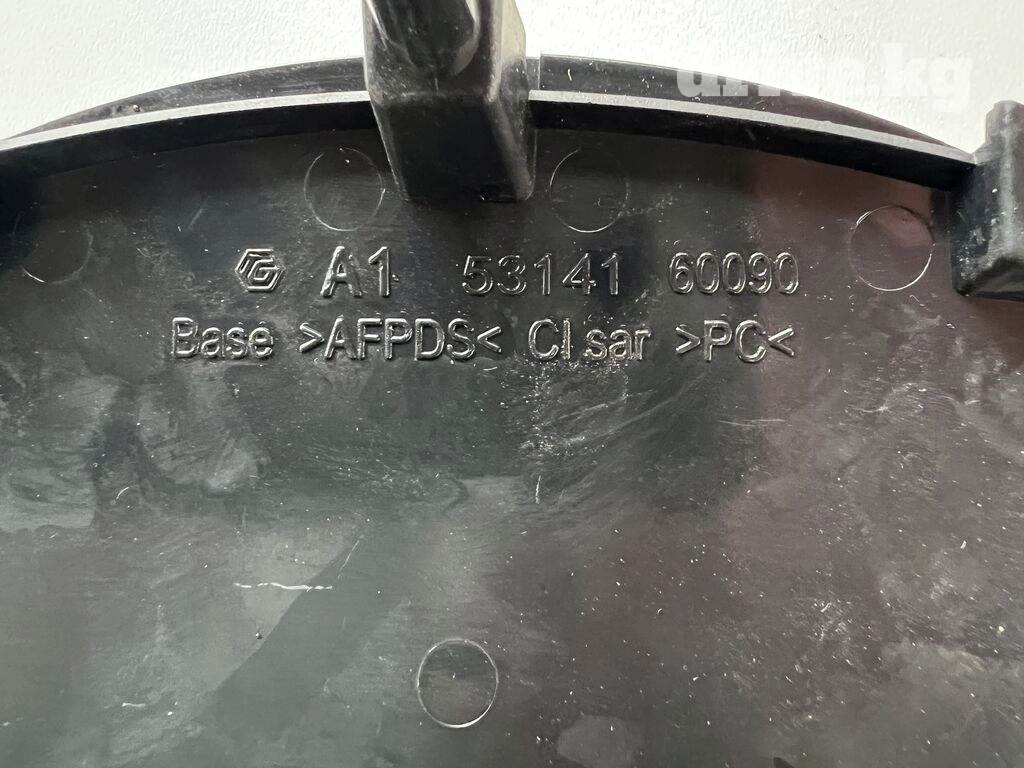 A1 53141 60090
Base >AFPDS< Cl sar >PC<